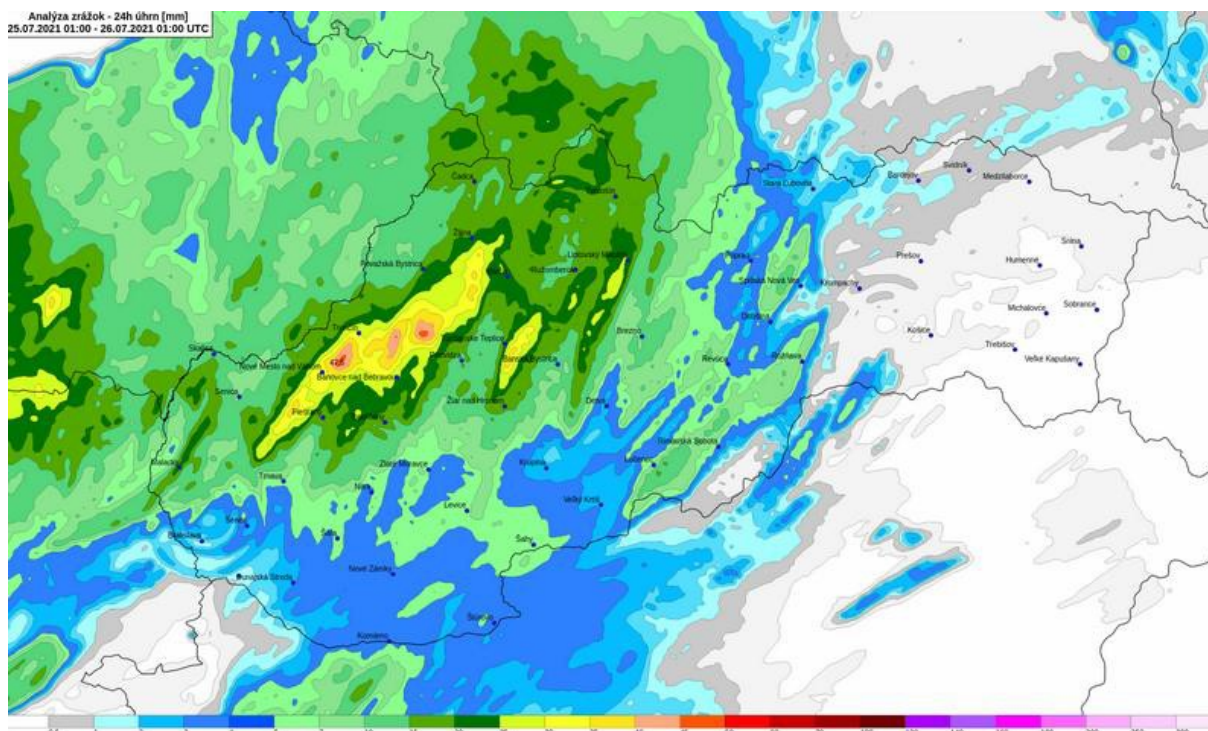 Analýza zrážok - 24h úhrn [mm]
25.07.2021 01:00 - 26.07.2021 01:00 UTC
Svidník
Bardejov
Medzilaborce
Čadca
Stará Ľubovňa
Žilina
Snina
Považská Bystrica
Ružomberok
Poprad
Prešov
Humenné
Spišská Nová Ves
Krompachy
Michalovce
Sobrance
Dobšiná
Trenčín
Brezno
Košice
Skalica
Trebišov
Nové Mesto nad Váhom
Banská Bystrica
Revúca
Rožňava
Veľké Kapušany
Bánovce nad Bebravou
Senica
Žiar nad Hronom
Detva
Piešťany
Rimavská Sobota
Malacky
Zlaté Moravce
Krupina
Lučenec
Trnava
Nitra
Levice
Veľký Krtíš
Senec
Bratislava
Šaľa
Šahy
Nové Zámky
Dunajská Streda
Štúrovo
Komárno